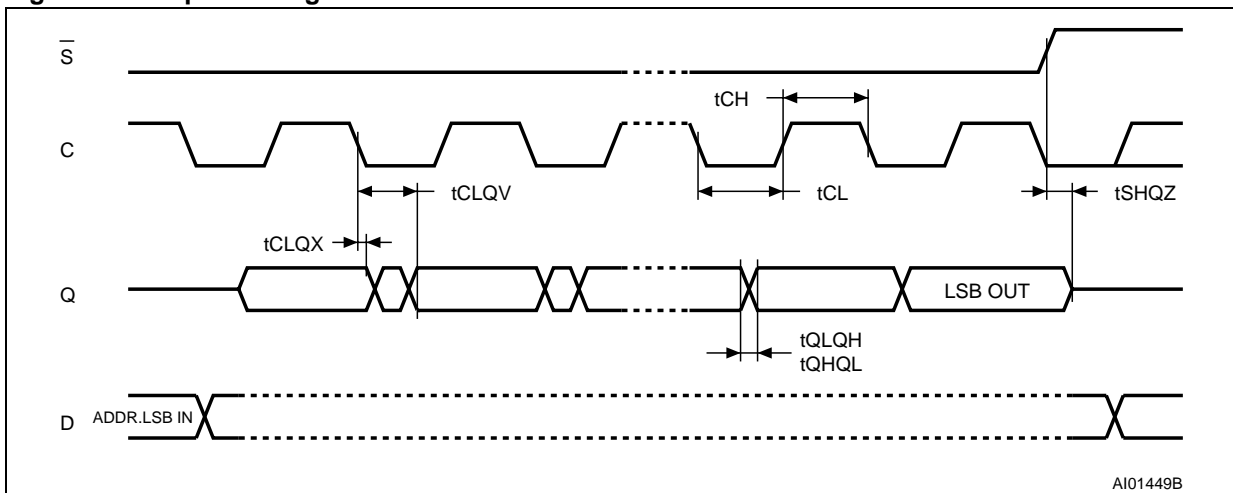 S
tCH
C
tCLQV
tCL
tSHQZ
tCLQX
Q
LSB OUT
tQLQH
tQHQL
D
ADDR.LSB IN
AI01449B